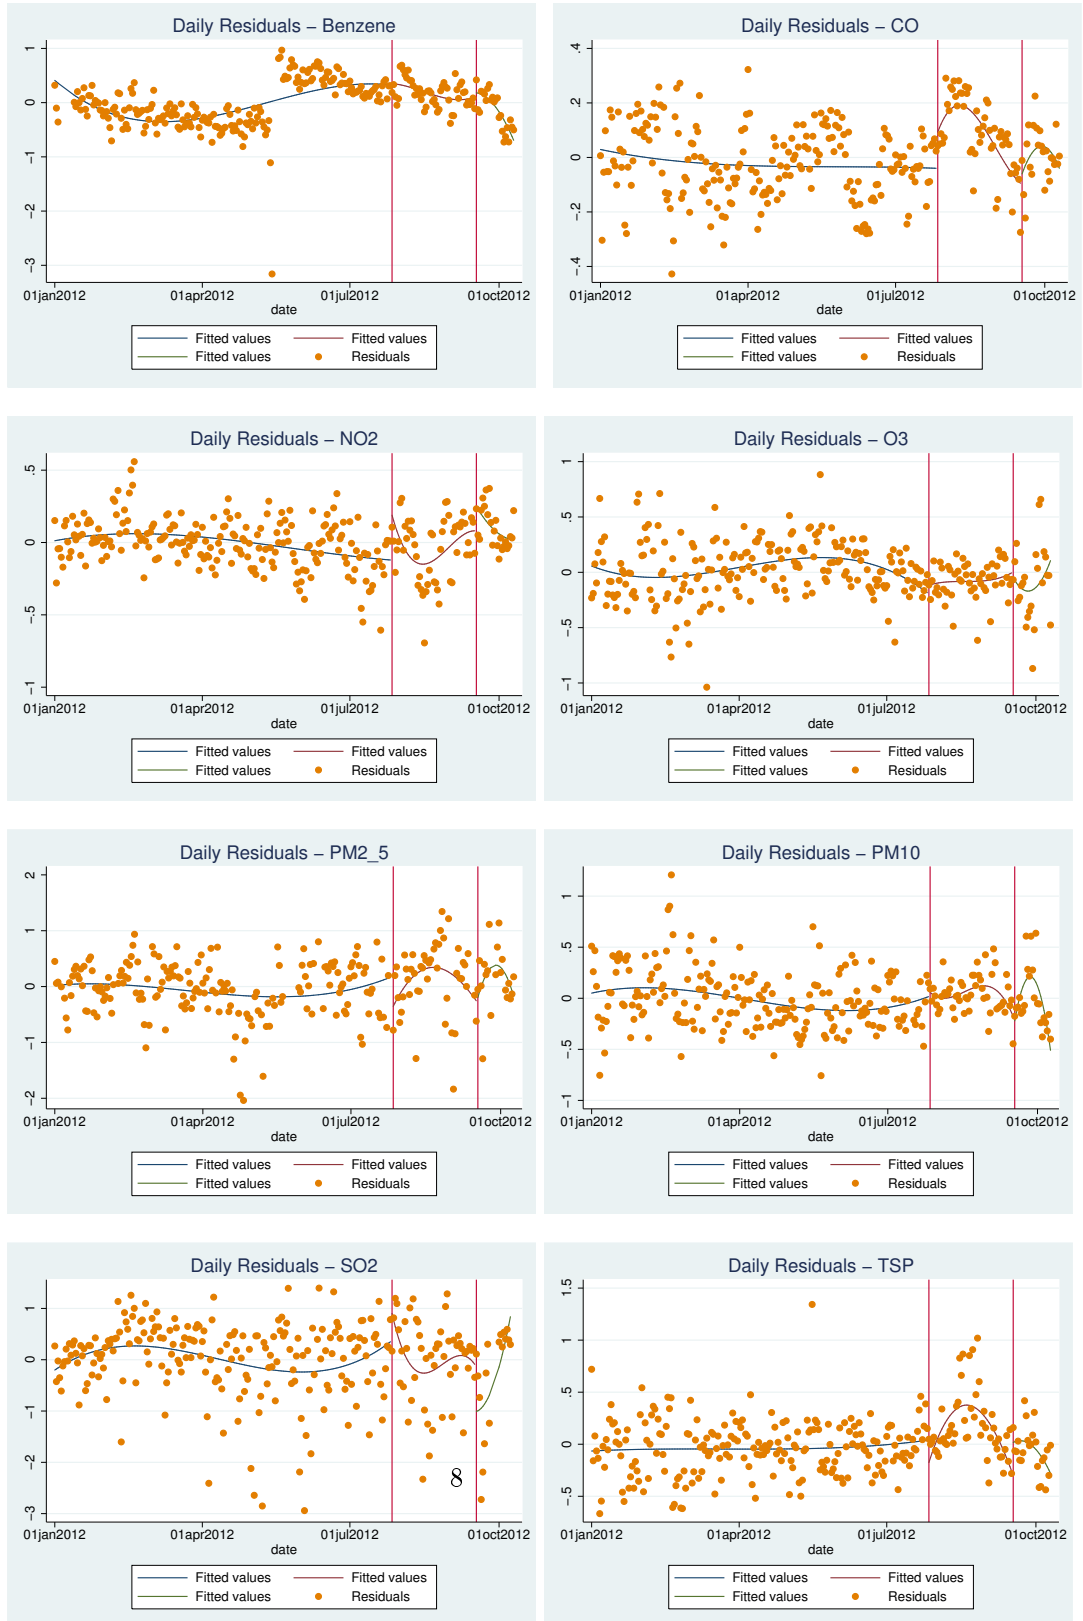 Daily Residuals – Benzene
1
0
−1
−2
−3
01jan2012 01apr2012 01jul2012 01oct2012
date
Fitted values Fitted values
Fitted values Residuals
Daily Residuals – CO
.4
.2
0
−.2
−.4
01jan2012 01apr2012 01jul2012 01oct2012
date
Fitted values Fitted values
Fitted values Residuals
Daily Residuals – NO2
.5
0
−.5
−1
01jan2012 01apr2012 01jul2012 01oct2012
date
Fitted values Fitted values
Fitted values Residuals
Daily Residuals – O3
1
.5
0
−.5
−1
01jan2012 01apr2012 01jul2012 01oct2012
date
Fitted values Fitted values
Fitted values Residuals
Daily Residuals – PM2_5
2
1
0
−1
−2
01jan2012 01apr2012 01jul2012 01oct2012
date
Fitted values Fitted values
Fitted values Residuals
Daily Residuals – PM10
1
.5
0
−.5
−1
01jan2012 01apr2012 01jul2012 01oct2012
date
Fitted values Fitted values
Fitted values Residuals
Daily Residuals – SO2
1
0
−1
−2
−3
01jan2012 01apr2012 01jul2012 01oct2012
date
Fitted values Fitted values
Fitted values Residuals
8
Daily Residuals – TSP
1.5
1
.5
0
−.5
01jan2012 01apr2012 01jul2012 01oct2012
date
Fitted values Fitted values
Fitted values Residuals